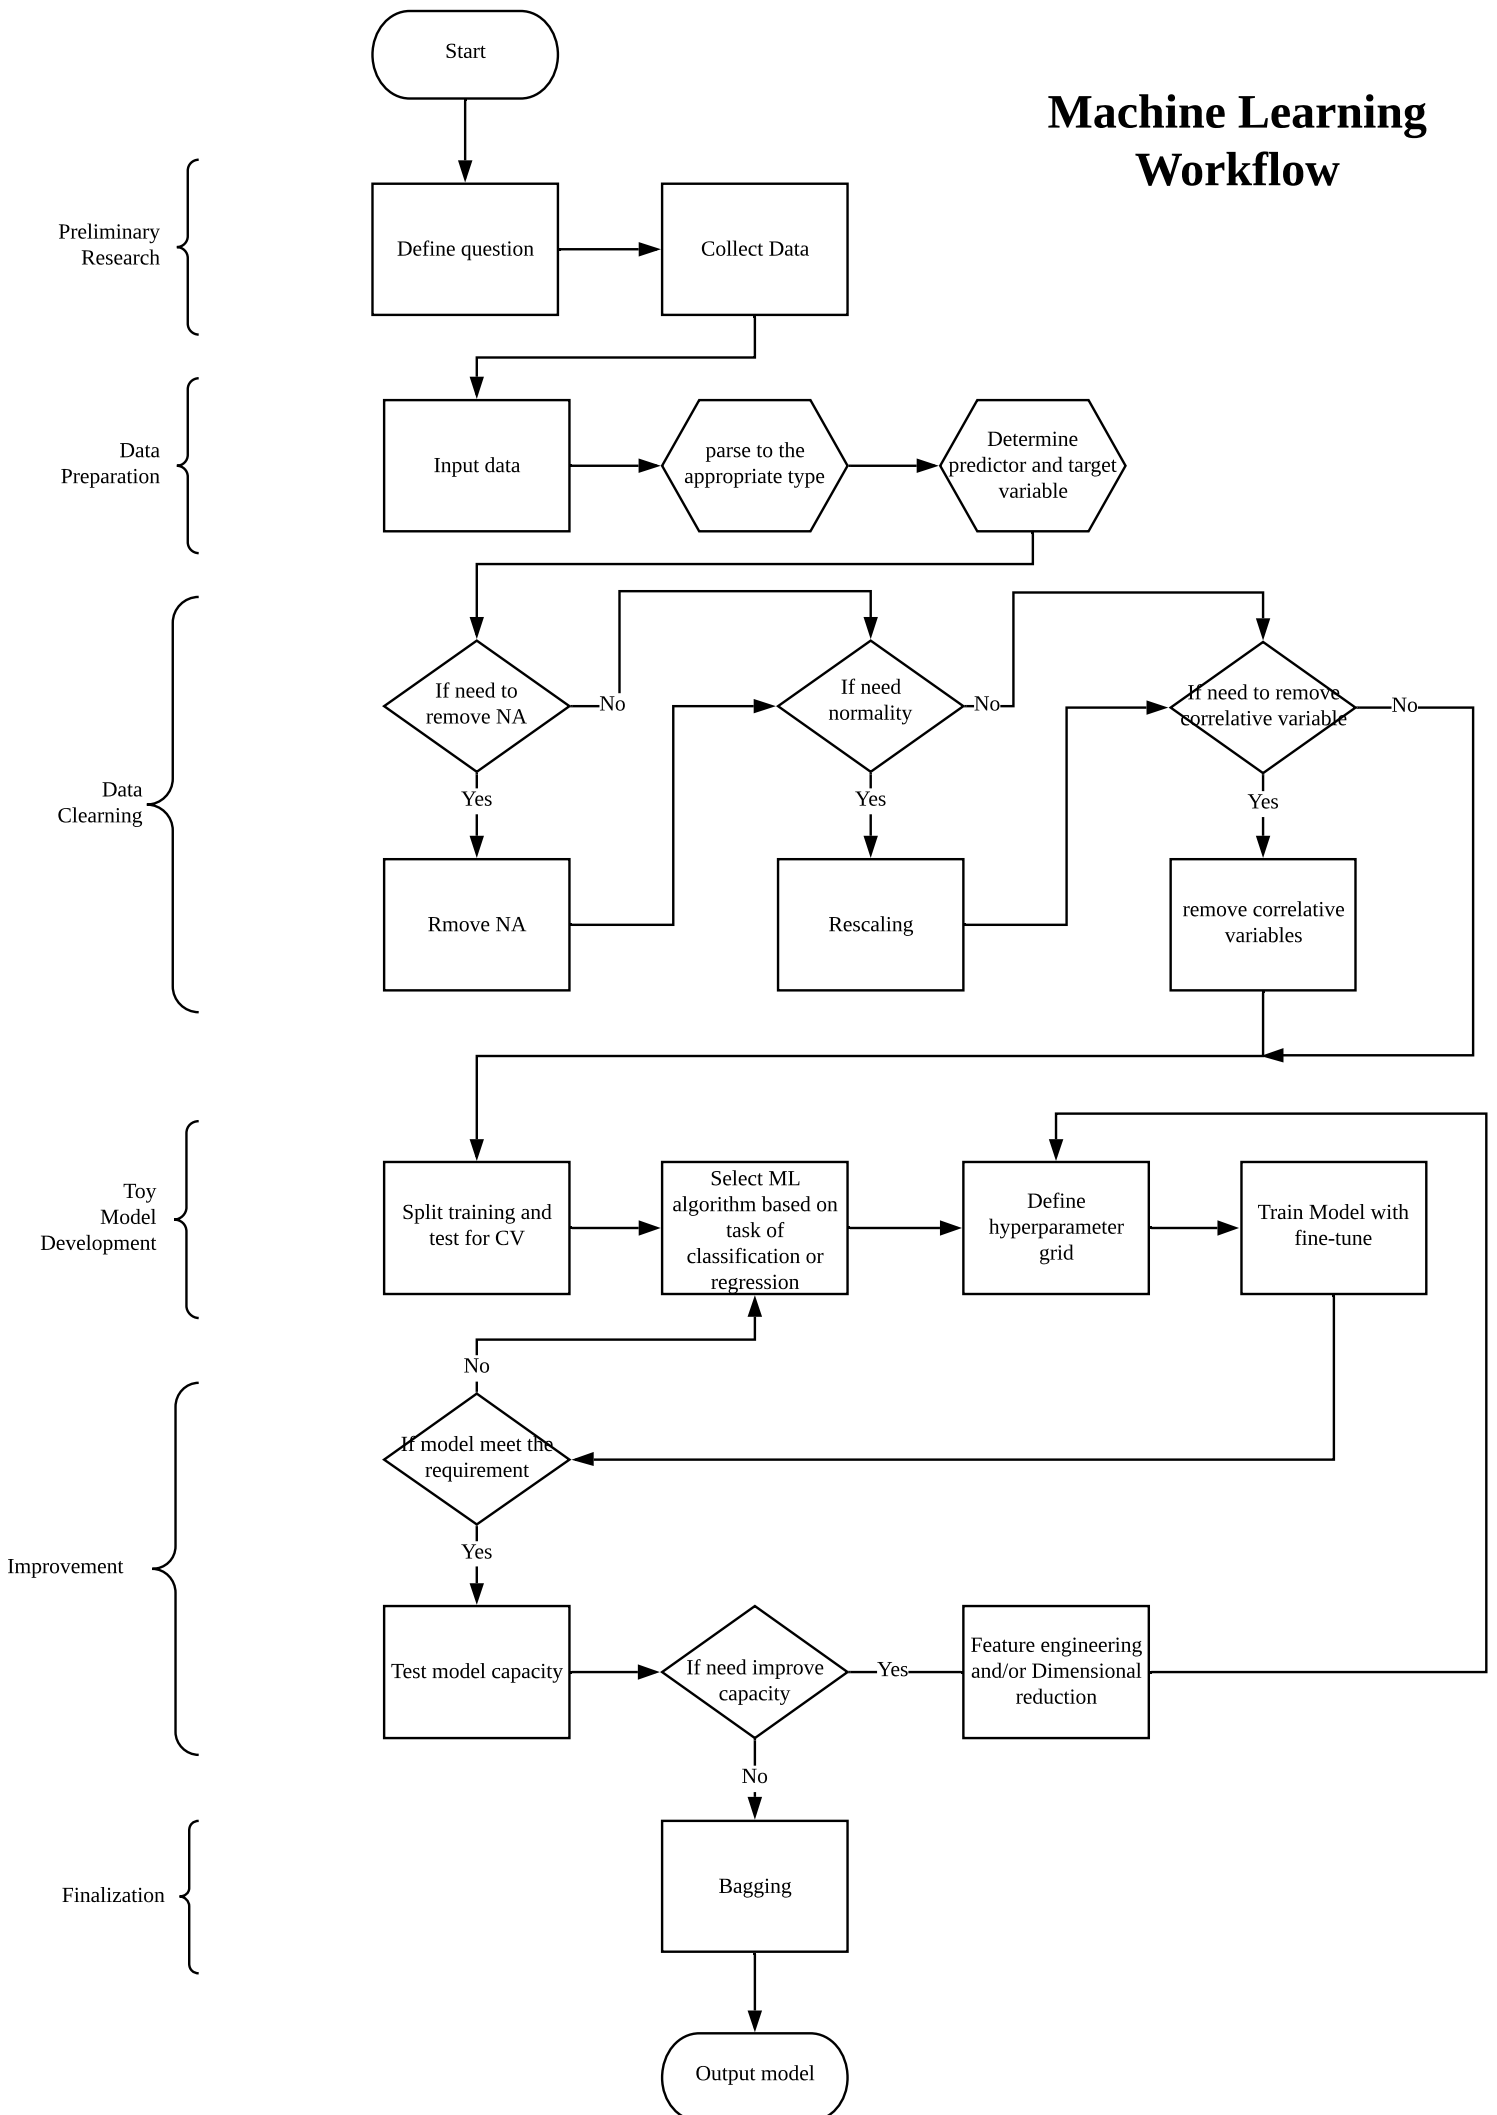 Start
Machine Learning
Workflow
Preliminary
Research
Define question
Collect Data
Data
Preparation
Input data
parse to the
appropriate type
Determine
predictor and target
variable
Data
Clearning
If need to
remove NA
No
If need
normality
No
If need to remove
correlative variable
No
Yes
Yes
Yes
Rmove NA
Rescaling
remove correlative
variables
Toy
Model
Development
Split training and
test for CV
Select ML
algorithm based on
task of
classification or
regression
Define
hyperparameter
grid
Train Model with
fine-tune
No
If model meet the
requirement
Yes
Improvement
Test model capacity
If need improve
capacity
Yes
Feature engineering
and/or Dimensional
reduction
No
Finalization
Bagging
Output model